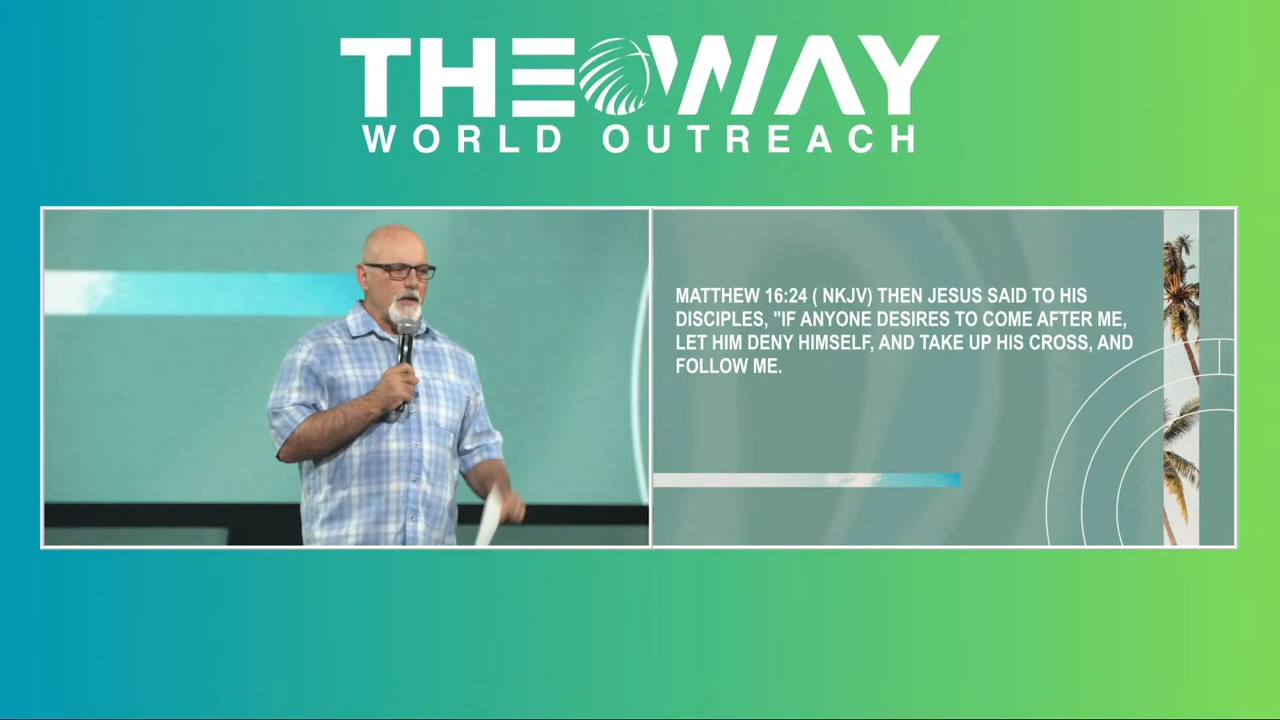 THE WAY
WORLD OUTREACH
MATTHEW 16:24 ( NKJV) THEN JESUS SAID TO HIS
DISCIPLES, "IF ANYONE DESIRES TO COME AFTER ME,
LET HIM DENY HIMSELF, AND TAKE UP HIS CROSS, AND
FOLLOW ME.